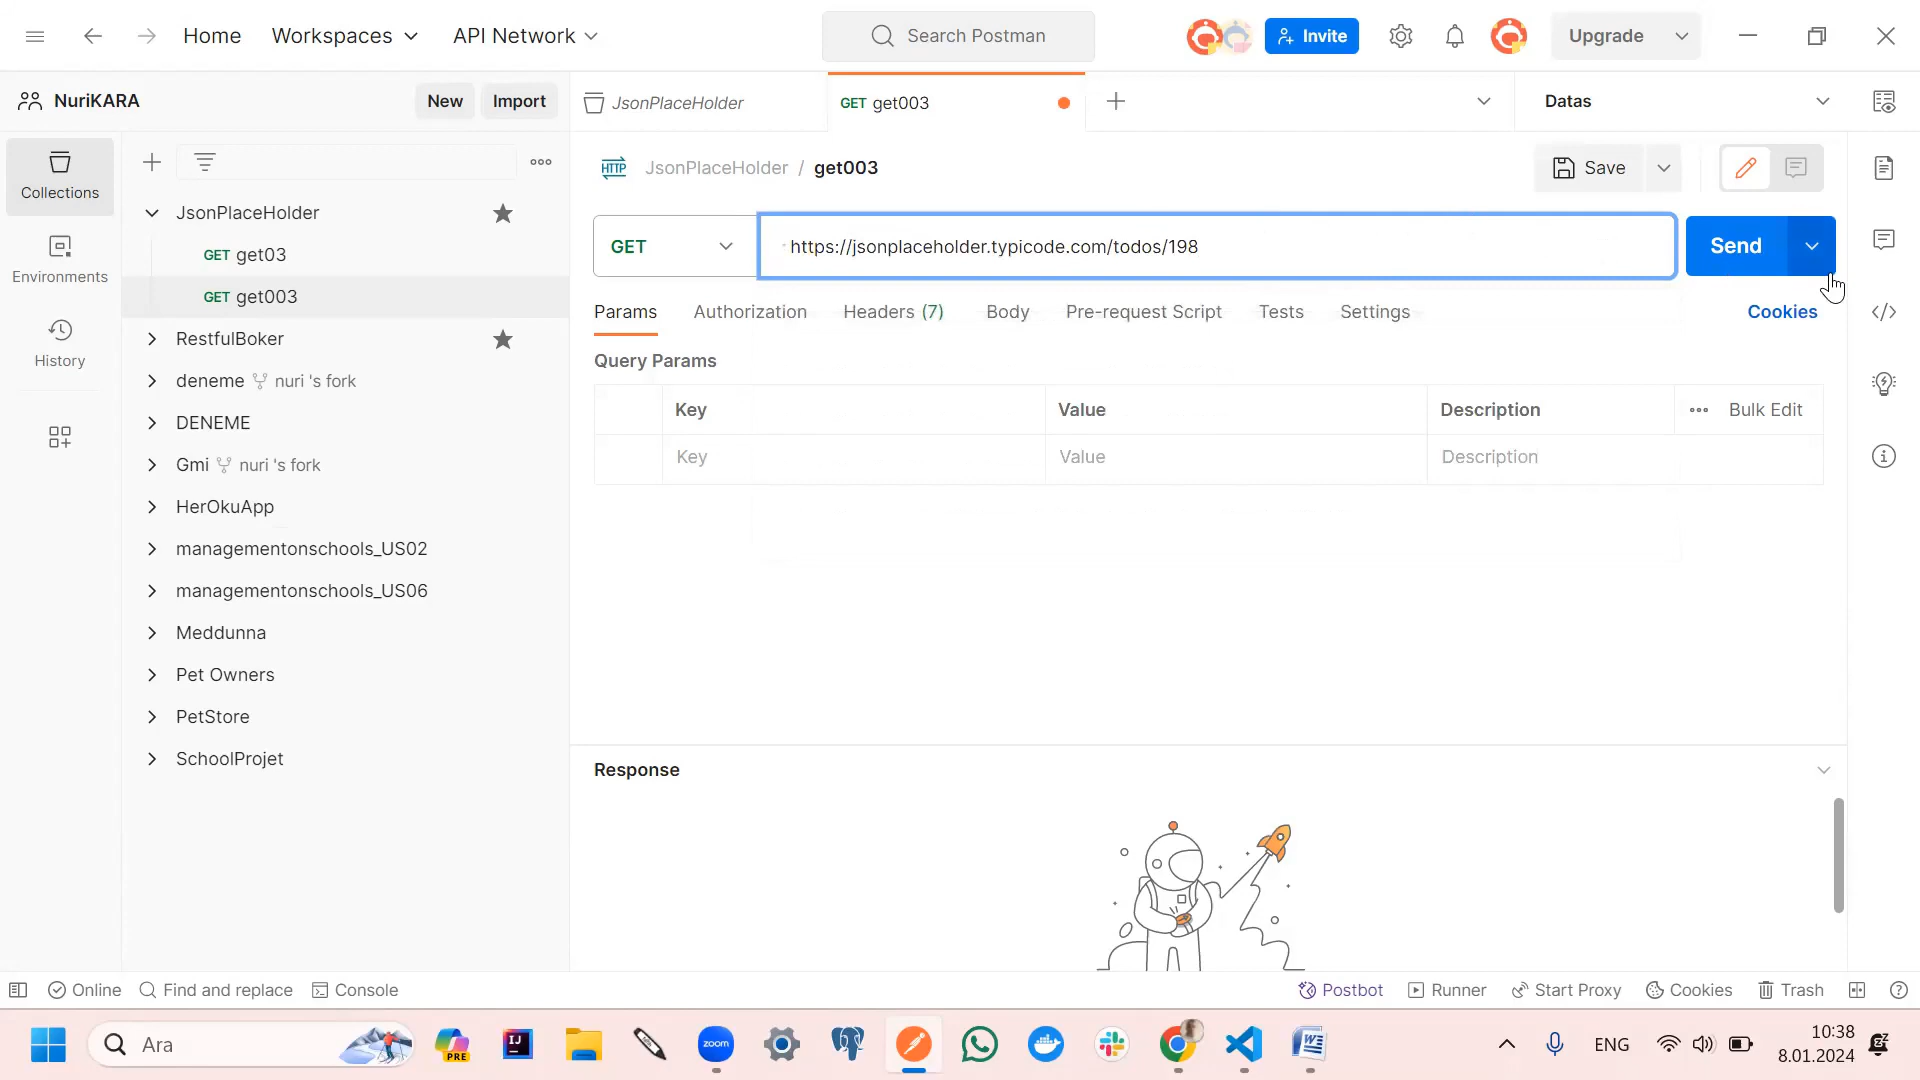 Home
Workspaces
API Network
Search Postman
Invite
Upgrade
NuriKARA
New
Import
JsonPlaceHolder
GET get003
Datas
Collections
Environments
History
JsonPlaceHolder
GET get03
GET get003
RestfulBoker
deneme nuri 's fork
DENEME
Gmi nuri 's fork
HerOkuApp
managementonschools_US02
managementonschools_US06
Meddunna
Pet Owners
PetStore
SchoolProjet
HTTP JsonPlaceHolder / get003
Save
GET
https://jsonplaceholder.typicode.com/todos/198
Send
Params
Authorization
Headers (7)
Body
Pre-request Script
Tests
Settings
Cookies
Query Params
Key
Value
Description
Bulk Edit
Key
Value
Description
Response
Online
Find and replace
Console
Postbot
Runner
Start Proxy
Cookies
Trash
Ara
PRE
IJ
zoom
ENG
10:38
8.01.2024